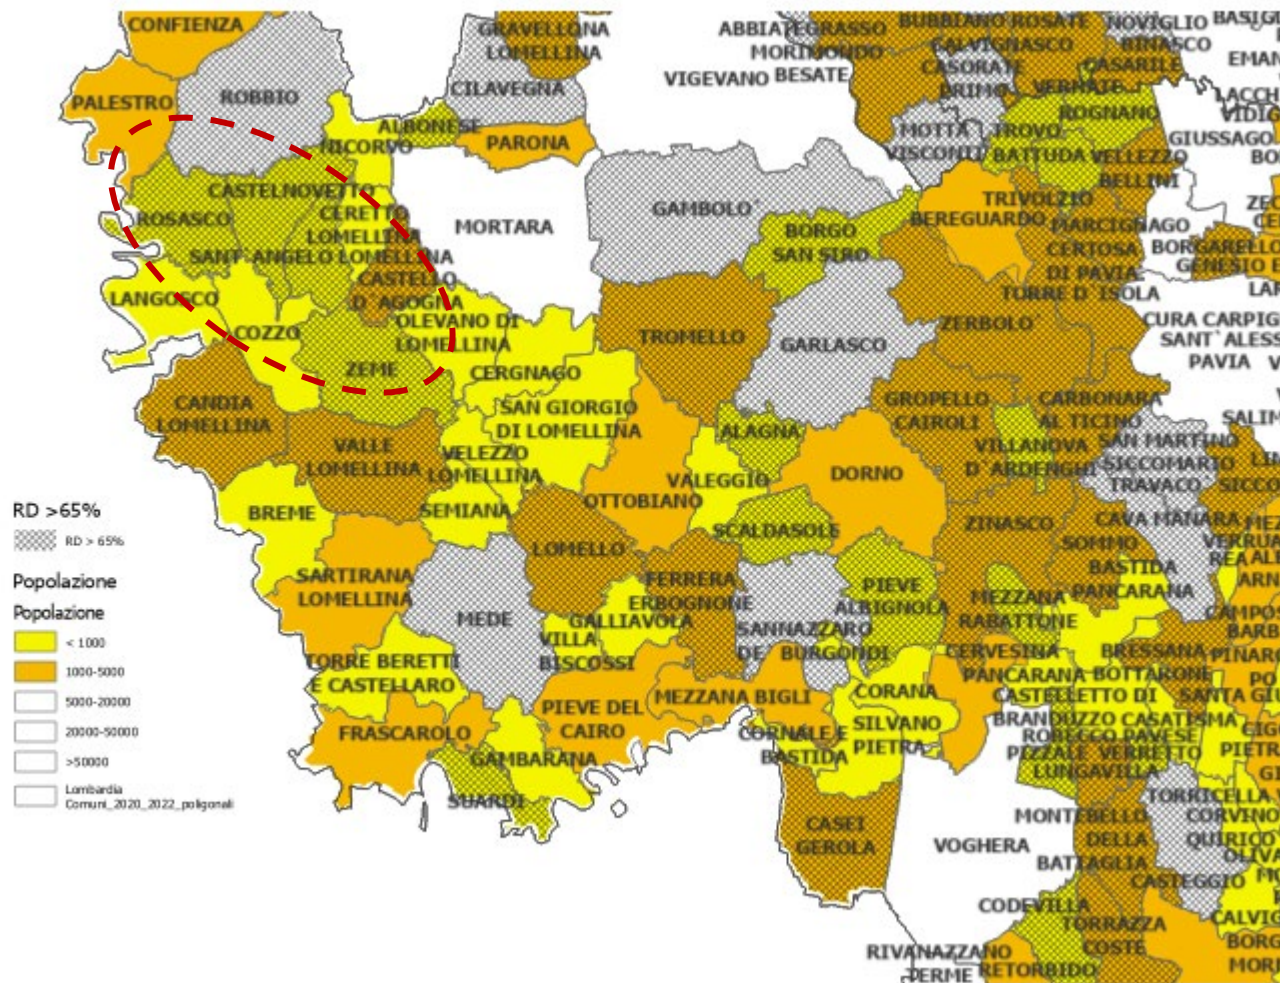 CONFIENZA
GRAVELLONA
LOMELLINA
ABBIATEGRASSO
MORIMONDO
VIGEVANO BESATE
BUBBIANO ROSATE
CALVIGNASCO
CASORATE
PRIMO
NOVIGLIO
BINASCO
CASARILE
VERNATE
PALESTRO
ROBBIO
CILAVEGNA
ALBONESE
NICORVO
PARONA
MOTTA
VISCONTI
TROVO
ROGNANO
BATTUDA
VELLEZZO
BELLINI
GIUSSAGO
CASTELNOVETTO
ROSASCO
CERETTO
LOMELLINA
SANT`ANGELO LOMELLINA
CASTELLO
D`AGOGNA
MORTARA
GAMBOLO`
BORGO
SAN SIRO
BEREGUARDO
TRIVOLZIO
MARCIGNAGO
CERTOSA
DI PAVIA
TORRE D`ISOLA
BORGARELLO
GENESIO E
LANGOSCO
COZZO
OLEVANO DI
LOMELLINA
ZEME
CERGNAGO
TROMELLO
GARLASCO
ZERBOLO`
CURA CARPIG
SANT`ALESS
PAVIA
CANDIA
LOMELLINA
VALLE
LOMELLINA
SAN GIORGIO
DI LOMELLINA
VELEZZO
LOMELLINA
ALAGNA
GROPELLO
CAIROLI
CARBONARA
AL TICINO
VILLANOVA
D`ARDENGHI
SAN MARTINO
SICCOMARIO
TRAVACO`
SICCO
BREME
SEMIANA
OTTOBIANO
VALEGGIO
DORNO
SCALDASOLE
ZINASCO
CAVA MANARA
SOMMO
BASTIDA
PANCARANA
SARTIRANA
LOMELLINA
LOMELLO
FERRERA
ERBOGNONE
PIEVE
ALBIGNOLA
MEZZANA
RABATTONE
MEDE
GALLIAVOLA
VILLA
BISCOSSI
SANNAZZARO
DE` BURGONDI
CERVESINA
PANCARANA
BRESSANA
BOTTARONE
TORRE BERETTI
E CASTELLARO
CORANA
CASTELLETTO DI
BRANDUZZO
CASATISMA
ROBECCO PAVESE
PIZZALE
VERRETTO
LUNGAVILLA
FRASCAROLO
PIEVE DEL
CAIRO
MEZZANA BIGLI
CORNALE E
BASTIDA
SILVANO
PIETRA
GAMBARANA
SUARDI
CASEI
GEROLA
VOGHERA
MONTEBELLO
DELLA
BATTAGLIA
TORRICELLA
CORVINO
QUIRICO
CASTEGGIO
CODEVILLA
TORRAZZA
COSTE
RIVANAZZANO
TERME
RETORBIDO
RD >65%
RD > 65%
Popolazione
Popolazione
< 1000
1000-5000
5000-20000
20000-50000
>50000
Lombardia
Comuni_2020_2022_poligonali